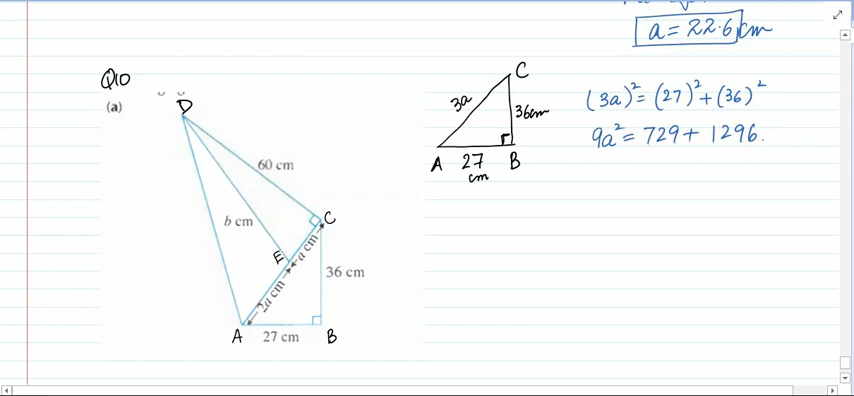 a = 22.6 cm
Q10
(a)
D
60 cm
b cm
C
E
a cm
2a cm
36 cm
A
B
27 cm
C
3a
36cm
A
27
cm
B
(3a)² = (27)² + (36)²
9a² = 729 + 1296.